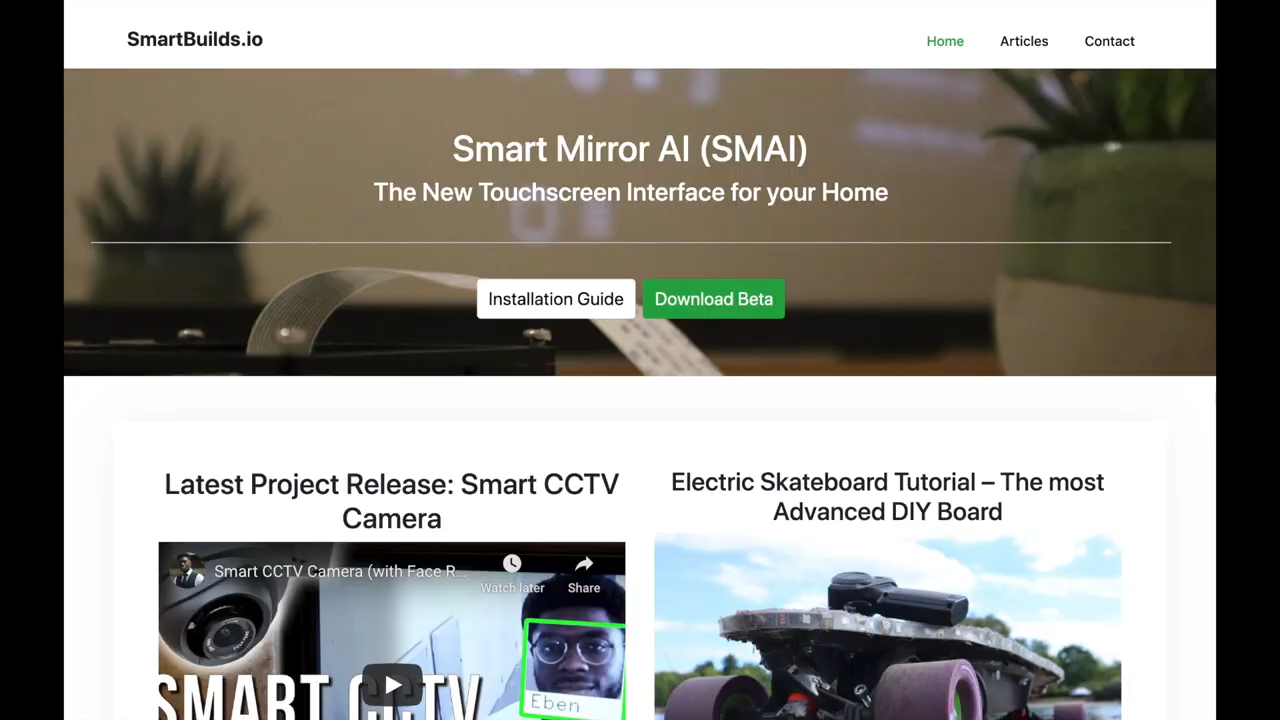 SmartBuilds.io
Home Articles Contact
Smart Mirror AI (SMAI)
The New Touchscreen Interface for your Home
Installation Guide Download Beta
Latest Project Release: Smart CCTV
Camera
Electric Skateboard Tutorial – The most
Advanced DIY Board
Smart CCTV Camera (with Face R...
Watch later Share
Eben
SMART CCTV